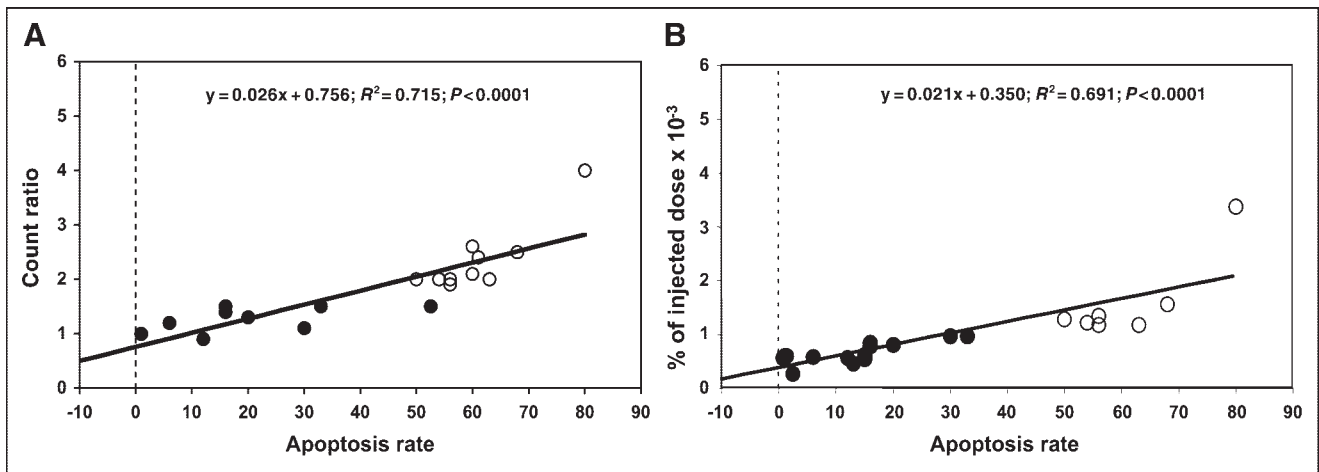 A
y = 0.026x + 0.756; R² = 0.715; P < 0.0001
Count ratio
6
5
4
3
2
1
0
-10 0 10 20 30 40 50 60 70 80 90
Apoptosis rate
B
y = 0.021x + 0.350; R² = 0.691; P < 0.0001
% of injected dose x 10⁻³
6
5
4
3
2
1
0
-10 0 10 20 30 40 50 60 70 80 90
Apoptosis rate